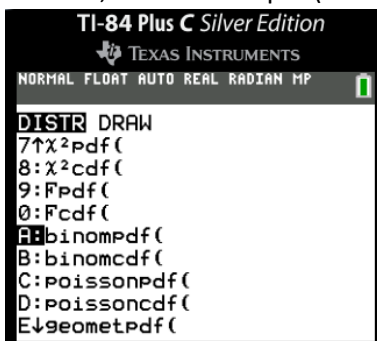 TI-84 Plus C Silver Edition
TEXAS INSTRUMENTS
NORMAL FLOAT AUTO REAL RADIAN MP
DISTR DRAW
7↑χ²pdf(
8:χ²cdf(
9:Fpdf(
0:Fcdf(
A:binompdf(
B:binomcdf(
C:poissonpdf(
D:poissoncdf(
E↓geometpdf(